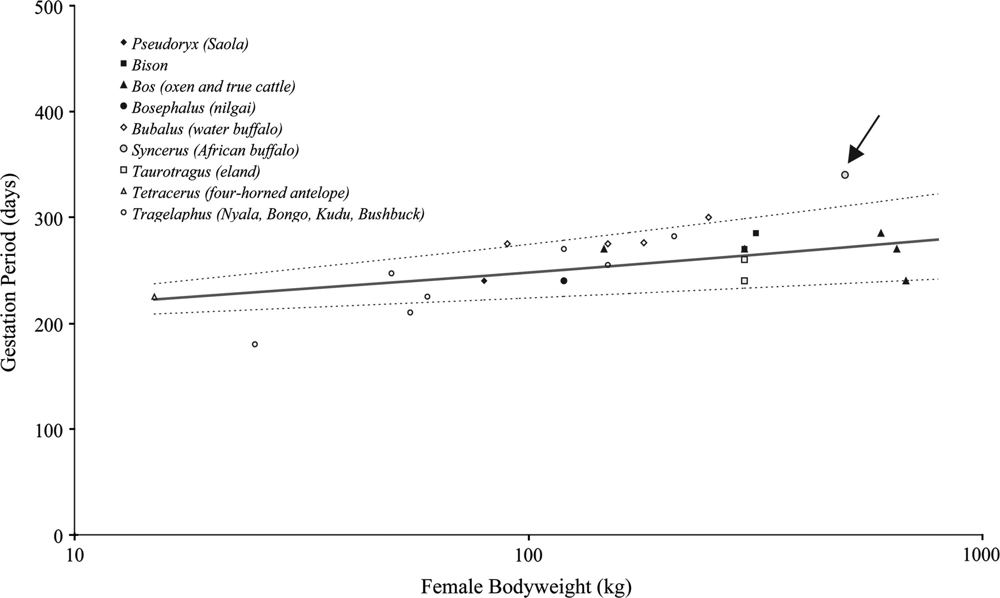 500
400
300
200
100
0
Gestation Period (days)
Pseudoryx (Saola)
Bison
Bos (oxen and true cattle)
Bosephalus (nilgai)
Bubalus (water buffalo)
Syncerus (African buffalo)
Taurotragus (eland)
Tetracerus (four-horned antelope)
Tragelaphus (Nyala, Bongo, Kudu, Bushbuck)
10 100 1000
Female Bodyweight (kg)